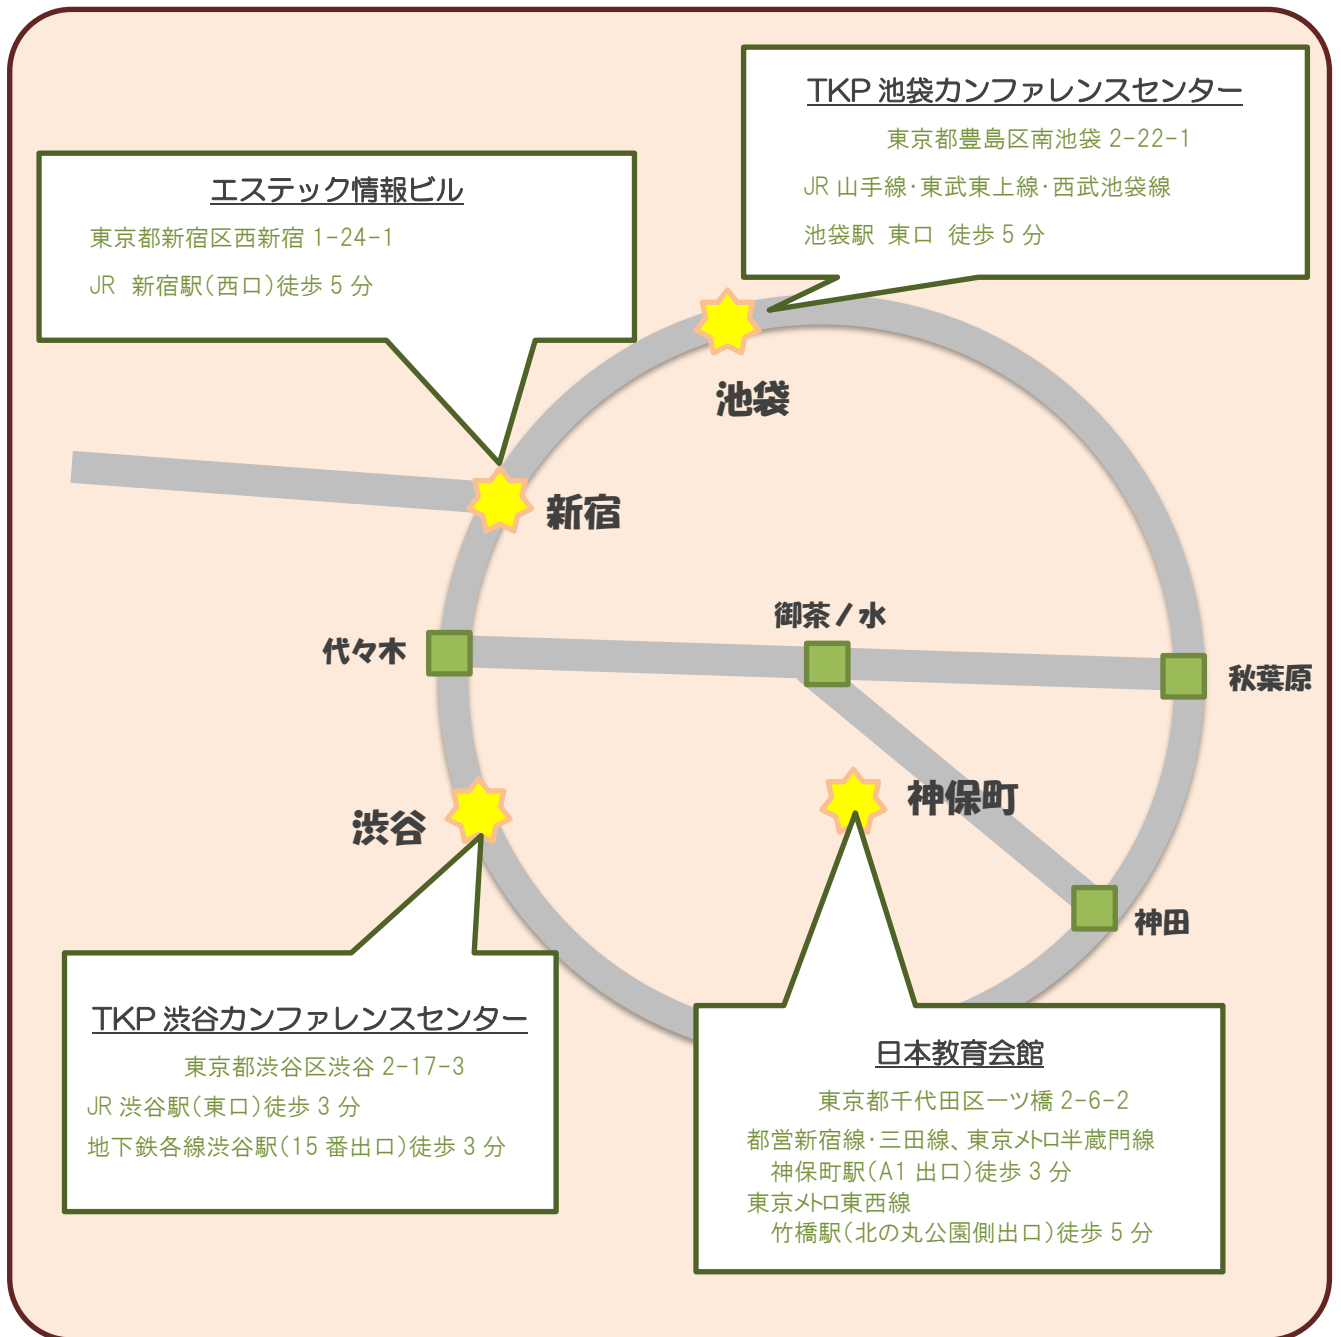 TKP 池袋カンファレンスセンター
東京都豊島区南池袋 2-22-1
JR 山手線・東武東上線・西武池袋線
池袋駅 東口 徒歩 5 分
エステック情報ビル
東京都新宿区西新宿 1-24-1
JR 新宿駅(西口)徒歩 5 分
池袋
新宿
御茶ノ水
代々木
秋葉原
神保町
渋谷
神田
TKP 渋谷カンファレンスセンター
東京都渋谷区渋谷 2-17-3
JR 渋谷駅(東口)徒歩 3 分
地下鉄各線渋谷駅(15 番出口)徒歩 3 分
日本教育会館
東京都千代田区一ツ橋 2-6-2
都営新宿線・三田線、東京メトロ半蔵門線
神保町駅(A1 出口)徒歩 3 分
東京メトロ東西線
竹橋駅(北の丸公園側出口)徒歩 5 分